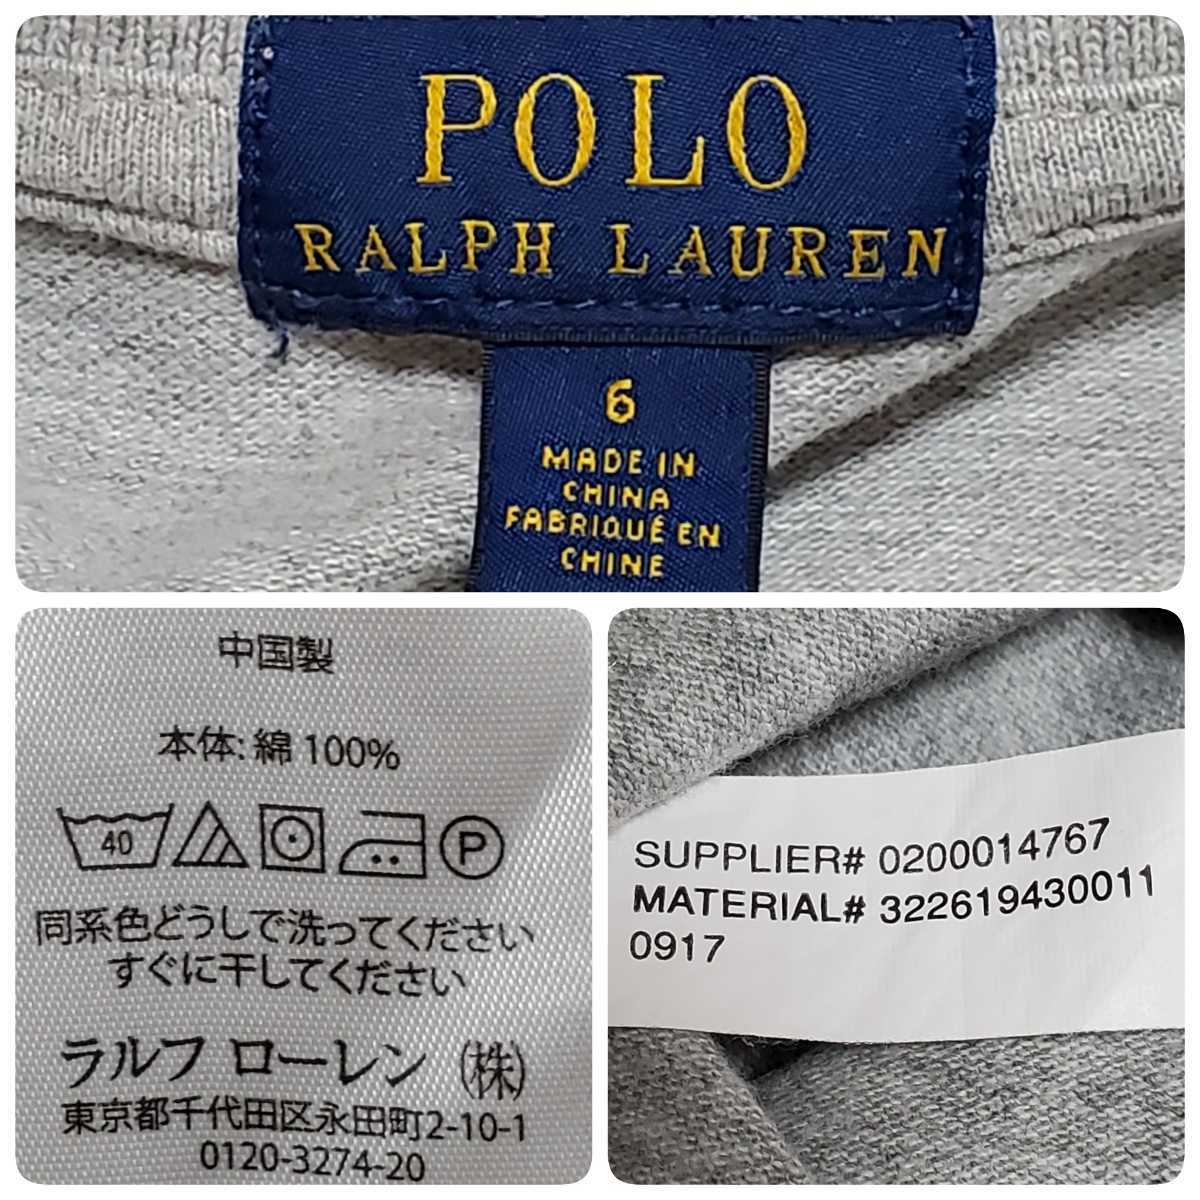 POLO
RALPH LAUREN
6
MADE IN
CHINA
FABRIQUÉ EN
CHINE
中国製
本体: 綿 100%
40
P
同系色どうしで洗ってください
すぐに干してください
ラルフ ローレン (株)
東京都千代田区永田町2-10-1
0120-3274-20
SUPPLIER# 0200014767
MATERIAL# 322619430011
0917